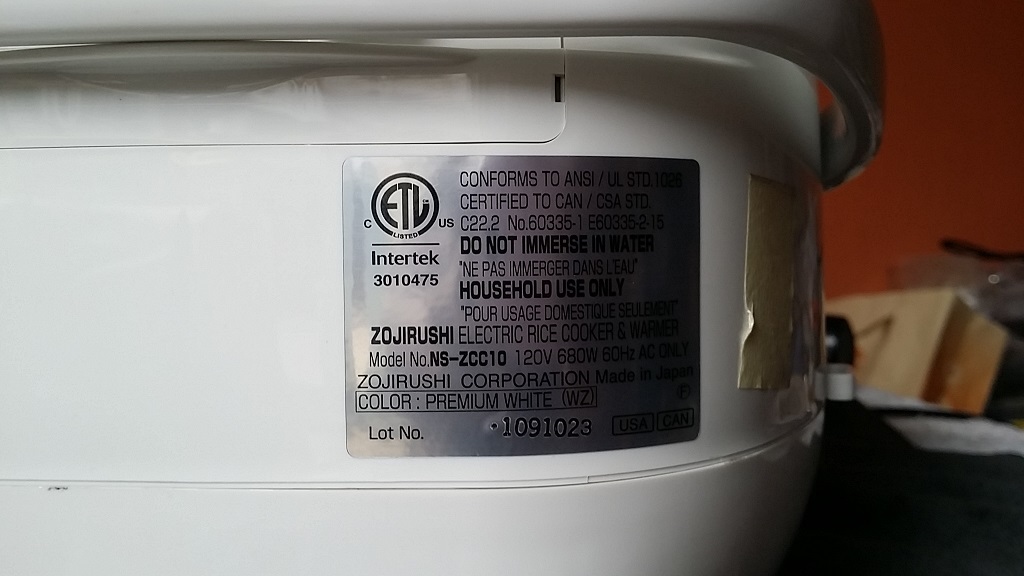 CONFORMS TO ANSI / UL STD.1026
CERTIFIED TO CAN / CSA STD.
C22.2 No.60335-1 E60335-2-15
ETL
LISTED
C US
Intertek
3010475
DO NOT IMMERSE IN WATER
"NE PAS IMMERGER DANS L'EAU"
HOUSEHOLD USE ONLY
"POUR USAGE DOMESTIQUE SEULEMENT"
ZOJIRUSHI ELECTRIC RICE COOKER & WARMER
Model No.NS-ZCC10 120V 680W 60Hz AC ONLY
ZOJIRUSHI CORPORATION Made in Japan
COLOR : PREMIUM WHITE (WZ)
Lot No. •1091023 USA CAN